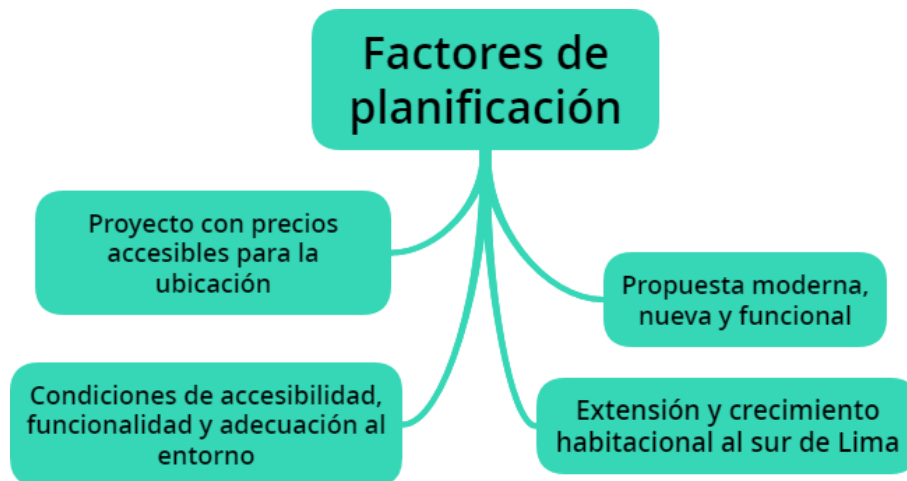 Factores de
planificación
Proyecto con precios
accesibles para la
ubicación
Propuesta moderna,
nueva y funcional
Condiciones de accesibilidad,
funcionalidad y adecuación al
entorno
Extensión y crecimiento
habitacional al sur de Lima